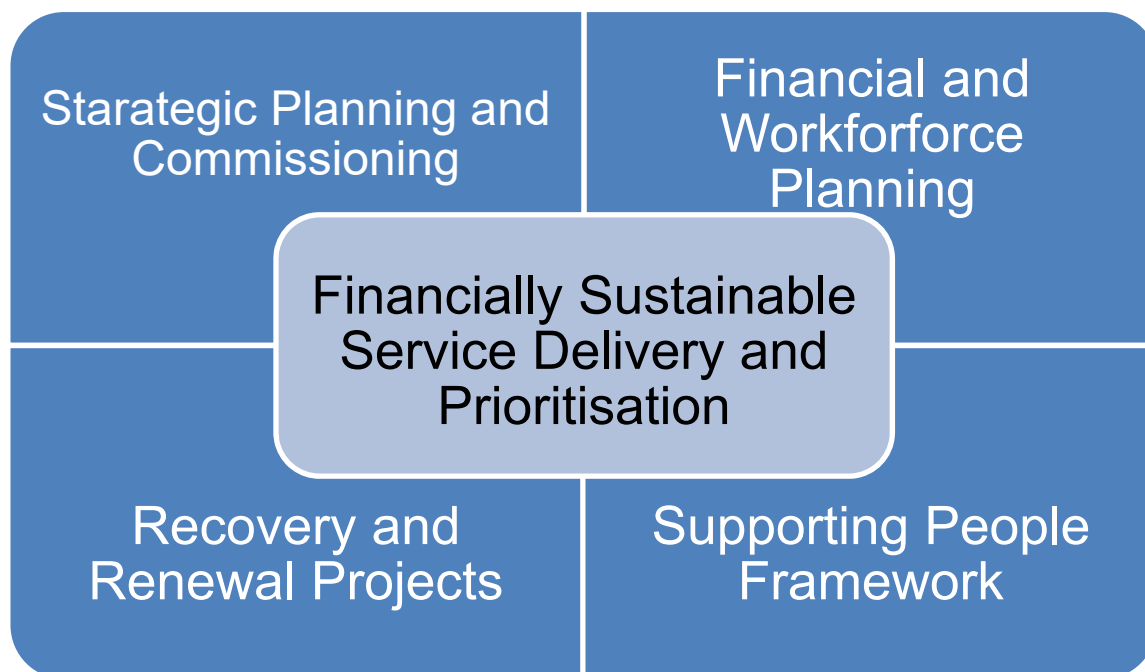 Starategic Planning and
Commissioning
Financial and
Workforforce
Planning
Financially Sustainable
Service Delivery and
Prioritisation
Recovery and
Renewal Projects
Supporting People
Framework